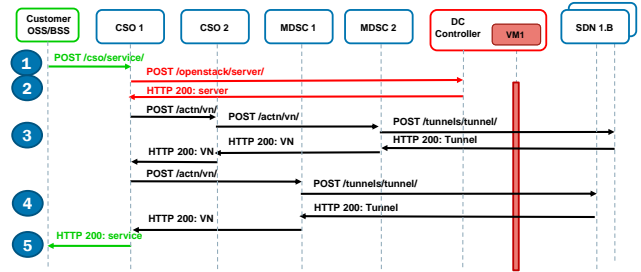 Customer
OSS/BSS
CSO 1
CSO 2
MDSC 1
MDSC 2
DC
Controller
VM1
SDN 1.B
1
POST /cso/service/
POST /openstack/server/
2
HTTP 200: server
POST /actn/vn/
POST /actn/vn/
POST /tunnels/tunnel/
3
HTTP 200: Tunnel
HTTP 200: VN
HTTP 200: VN
POST /actn/vn/
POST /tunnels/tunnel/
4
HTTP 200: Tunnel
HTTP 200: VN
5
HTTP 200: service